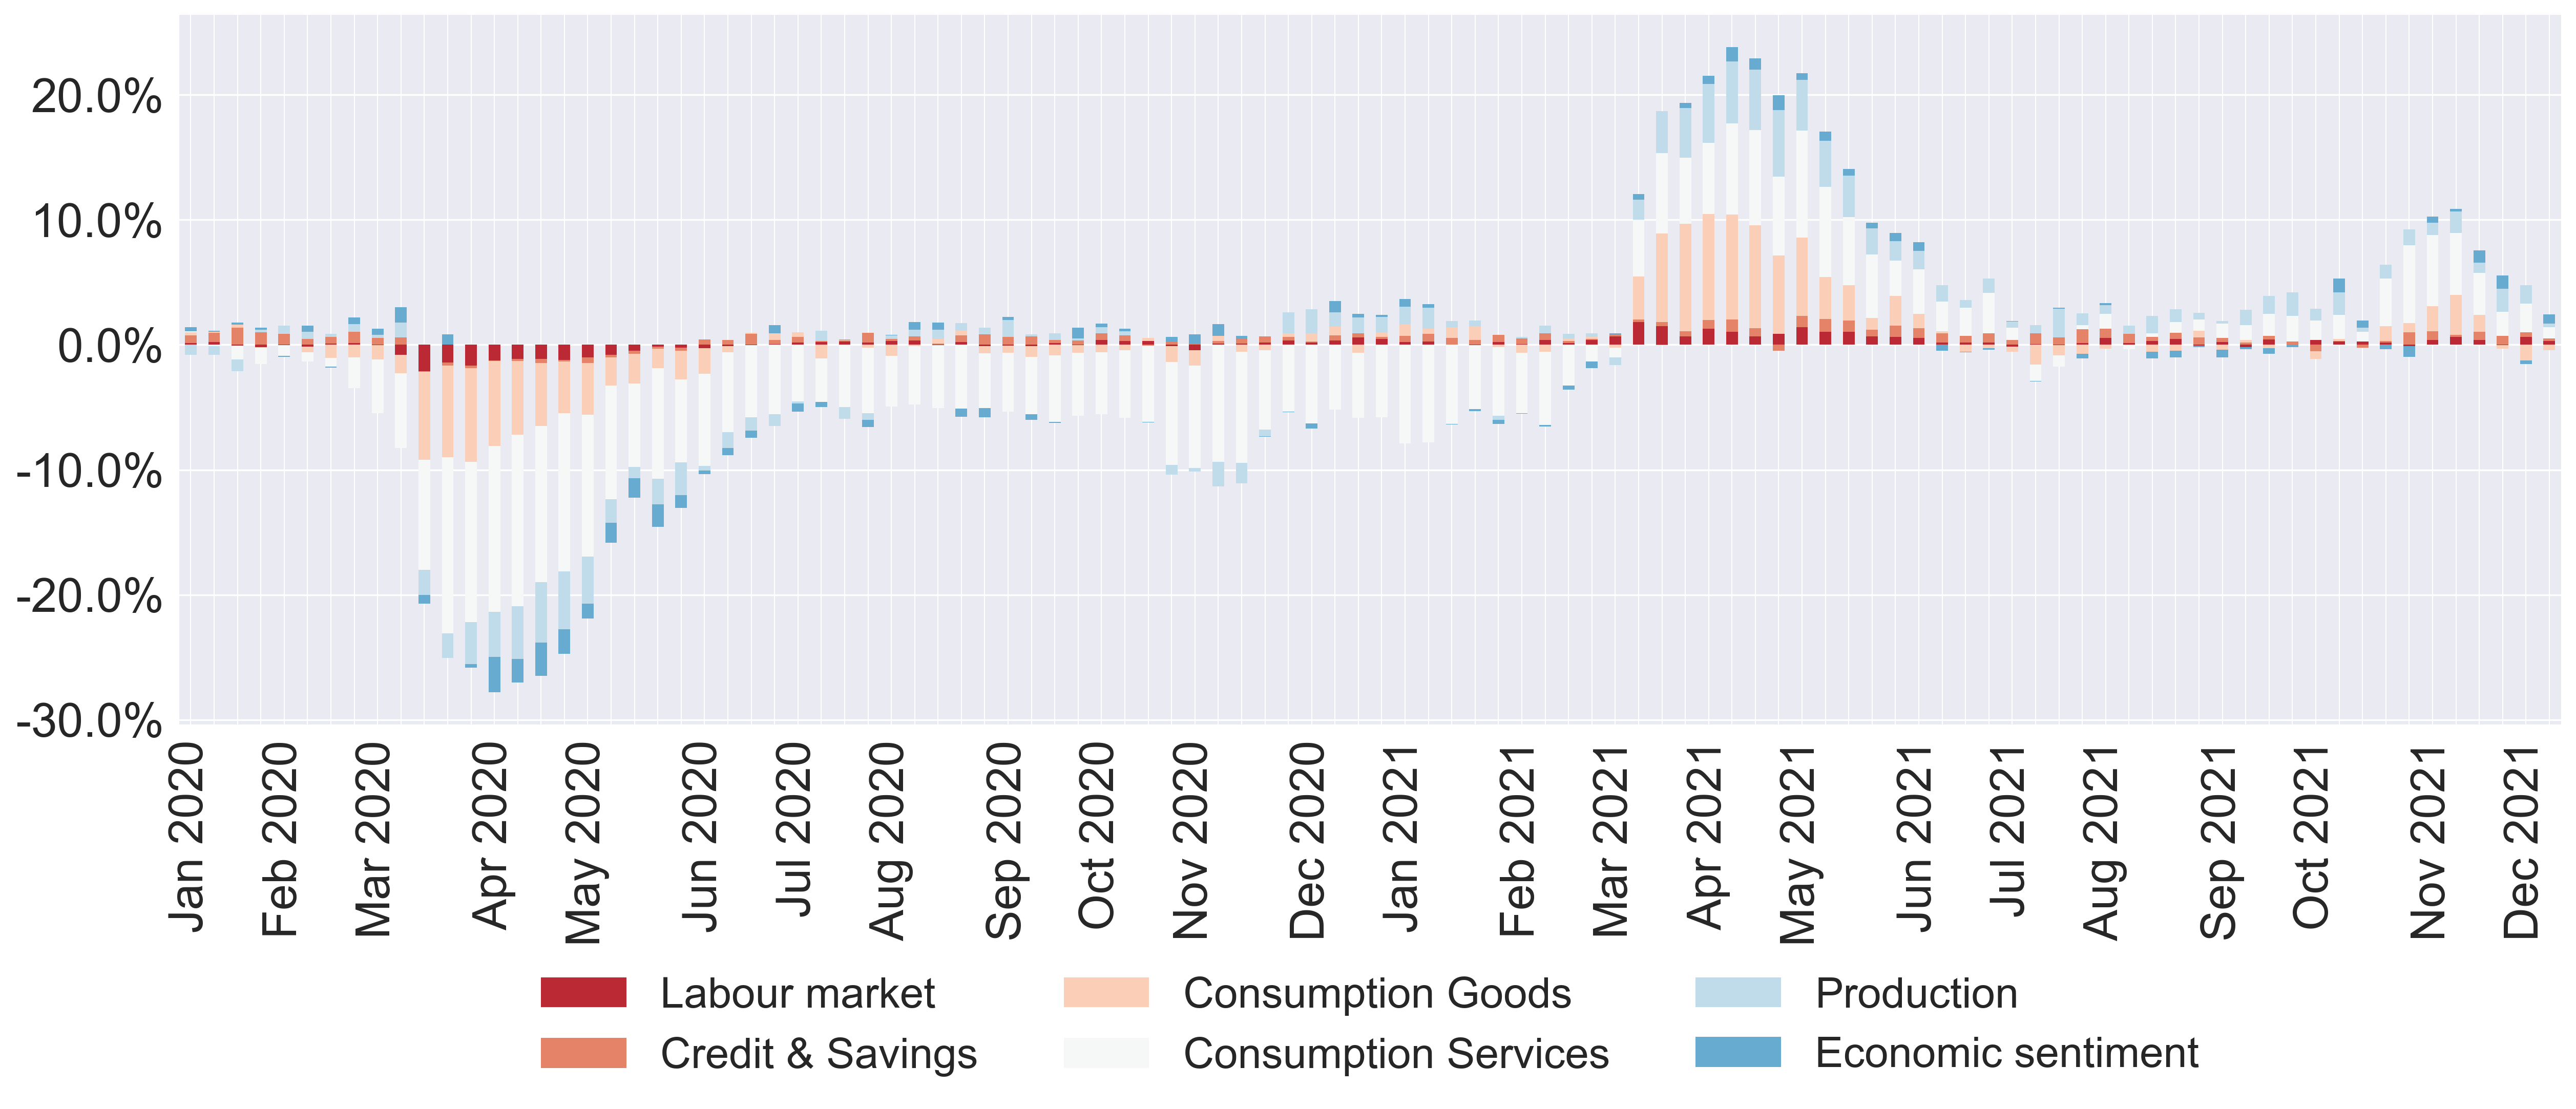 20.0%
10.0%
0.0%
-10.0%
-20.0%
-30.0%
Jan 2020
Feb 2020
Mar 2020
Apr 2020
May 2020
Jun 2020
Jul 2020
Aug 2020
Sep 2020
Oct 2020
Nov 2020
Dec 2020
Jan 2021
Feb 2021
Mar 2021
Apr 2021
May 2021
Jun 2021
Jul 2021
Aug 2021
Sep 2021
Oct 2021
Nov 2021
Dec 2021
Labour market
Credit & Savings
Consumption Goods
Consumption Services
Production
Economic sentiment